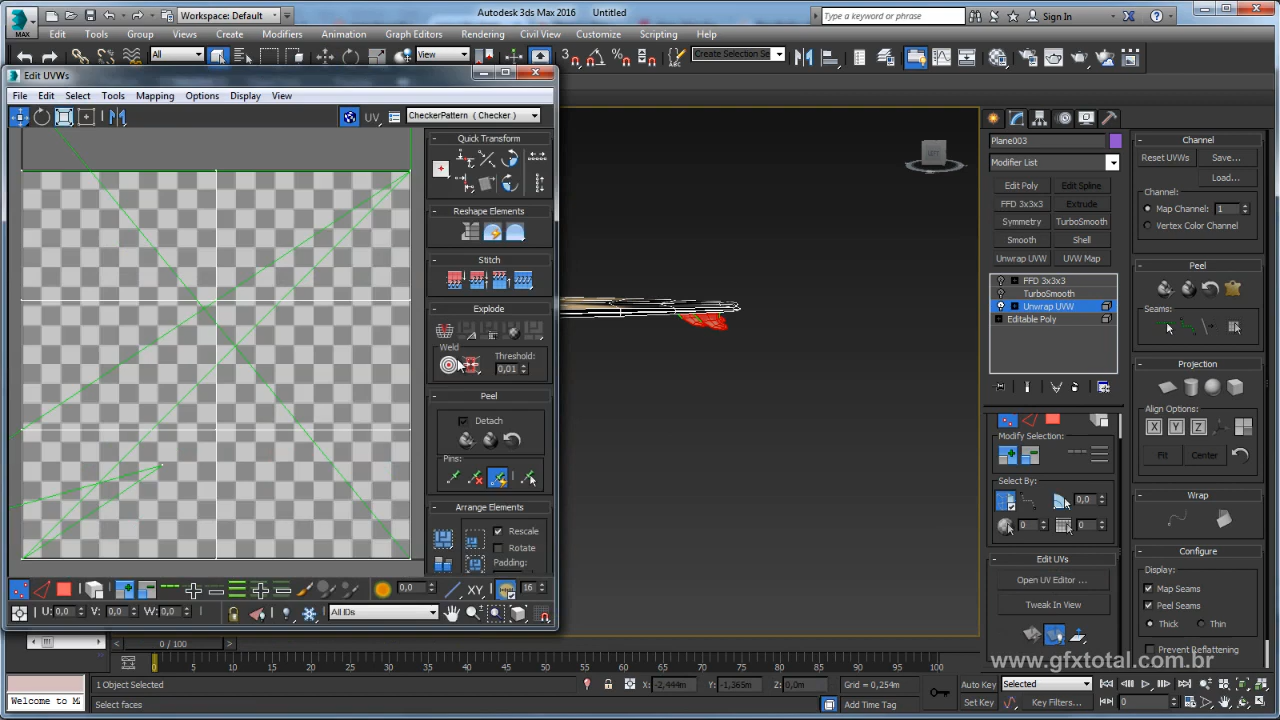 MAX
Workspace: Default
Autodesk 3ds Max 2016 Untitled
Type a keyword or phrase
Sign In
Edit Tools Group Views Create Modifiers Animation Graph Editors Rendering Civil View Customize Scripting Help
All
View
Create Selection Se
Edit UVWs
File Edit Select Tools Mapping Options Display View
UV
CheckerPattern ( Checker )
Quick Transform
Reshape Elements
Stitch
Explode
Weld
Threshold:
0,01
Peel
Detach
Pins:
Arrange Elements
Rescale
Rotate
Padding:
0,0
XY
16
U: 0,0 V: 0,0 W: 0,0
All IDs
LEFT
Plane003
Modifier List
Edit Poly Edit Spline
FFD 3x3x3 Extrude
Symmetry TurboSmooth
Smooth Shell
Unwrap UVW UV Map
FFD 3x3x3
TurboSmooth
Unwrap UVW
Editable Poly
Modify Selection:
Select By:
0,0
0 0
Edit UVs
Open UV Editor ...
Tweak In View
Channel
Reset UVWs Save...
Load...
Channel:
Map Channel: 1
Vertex Color Channel
Peel
Seams:
Projection
Align Options:
X Y Z
Fit Center
Wrap
Configure
Display:
Map Seams
Peel Seams
Thick Thin
Prevent Reflattening
www.gfxtotal.com.br
0 / 100
0 5 10 15 20 25 30 35 40 45 50 55 60 65 70 75 80 85 90 95 100
1 Object Selected
X: -2,444m Y: -1,365m Z: 0,0m
Grid = 0,254m
Auto Key
Selected
Welcome to M
Select faces
Add Time Tag
Set Key
Key Filters...
0